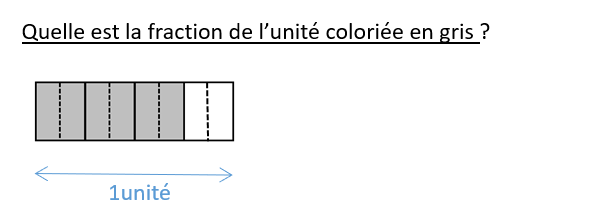 Quelle est la fraction de l'unité coloriée en gris ?
1unité